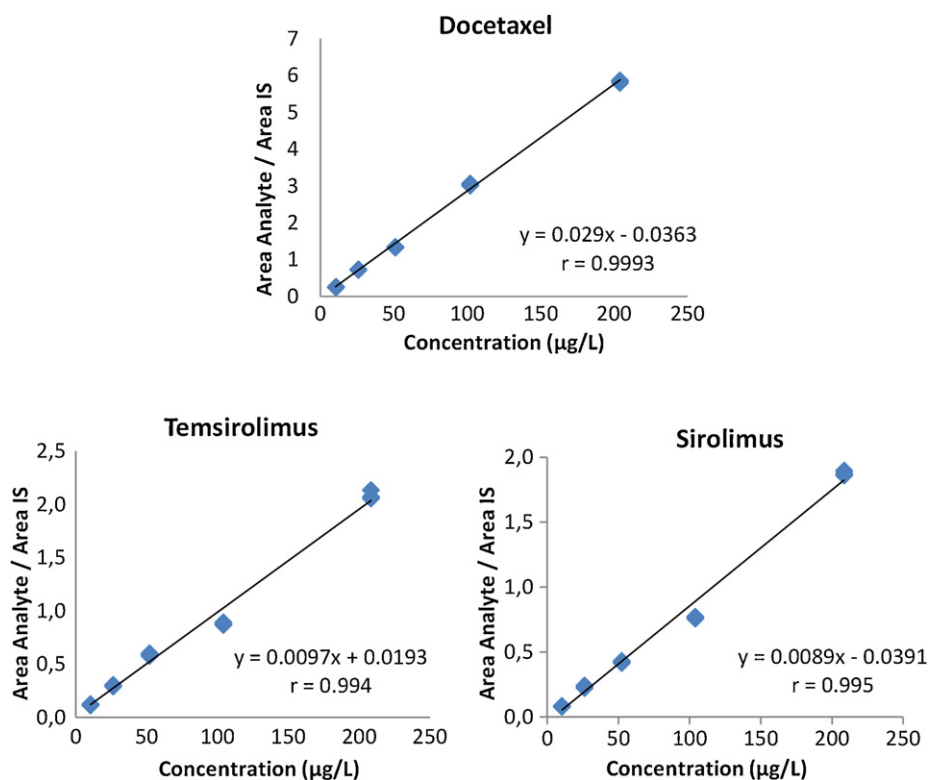 Docetaxel
Area Analyte / Area IS
7
6
5
4
3
2
1
0
y = 0.029x - 0.0363
r = 0.9993
0 50 100 150 200 250
Concentration (µg/L)
Temsirolimus
Area Analyte / Area IS
2,5
2,0
1,5
1,0
0,5
0,0
y = 0.0097x + 0.0193
r = 0.994
0 50 100 150 200 250
Concentration (µg/L)
Sirolimus
Area Analyte / Area IS
2,0
1,5
1,0
0,5
0,0
y = 0.0089x - 0.0391
r = 0.995
0 50 100 150 200 250
Concentration (µg/L)